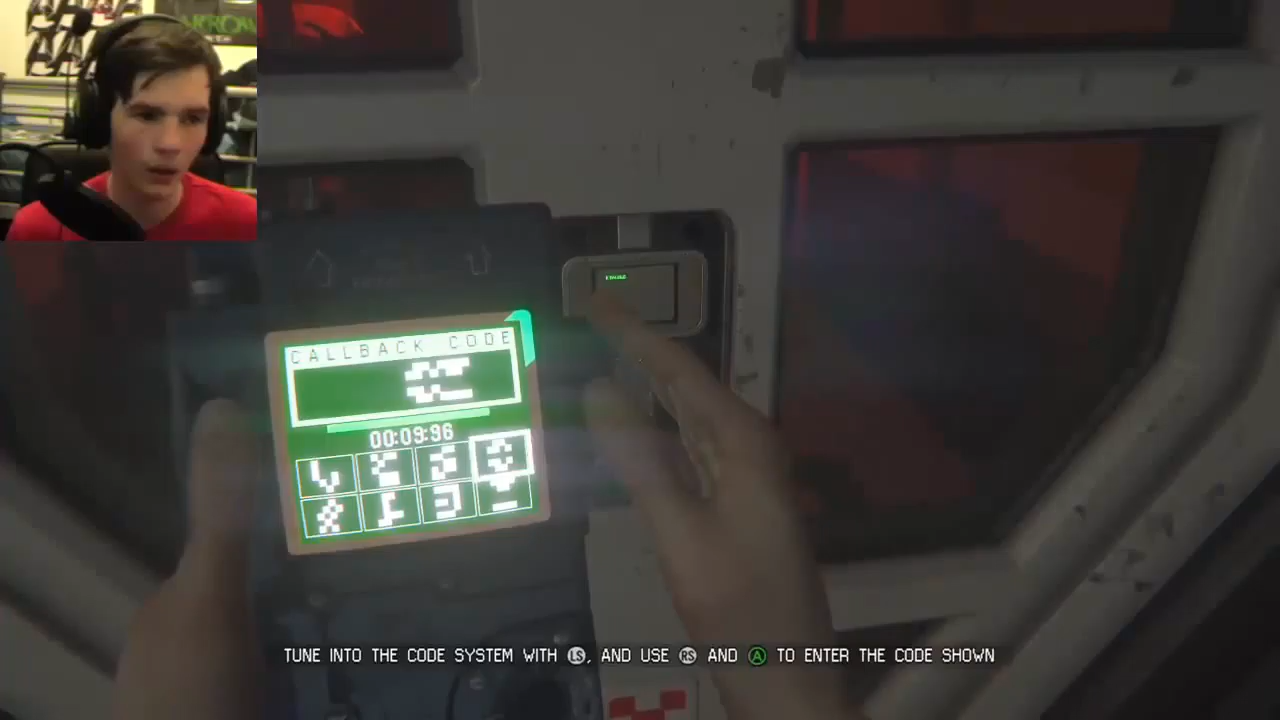 CALLBACK CODE
00:09:96
TUNE INTO THE CODE SYSTEM WITH LS, AND USE RS AND A TO ENTER THE CODE SHOWN